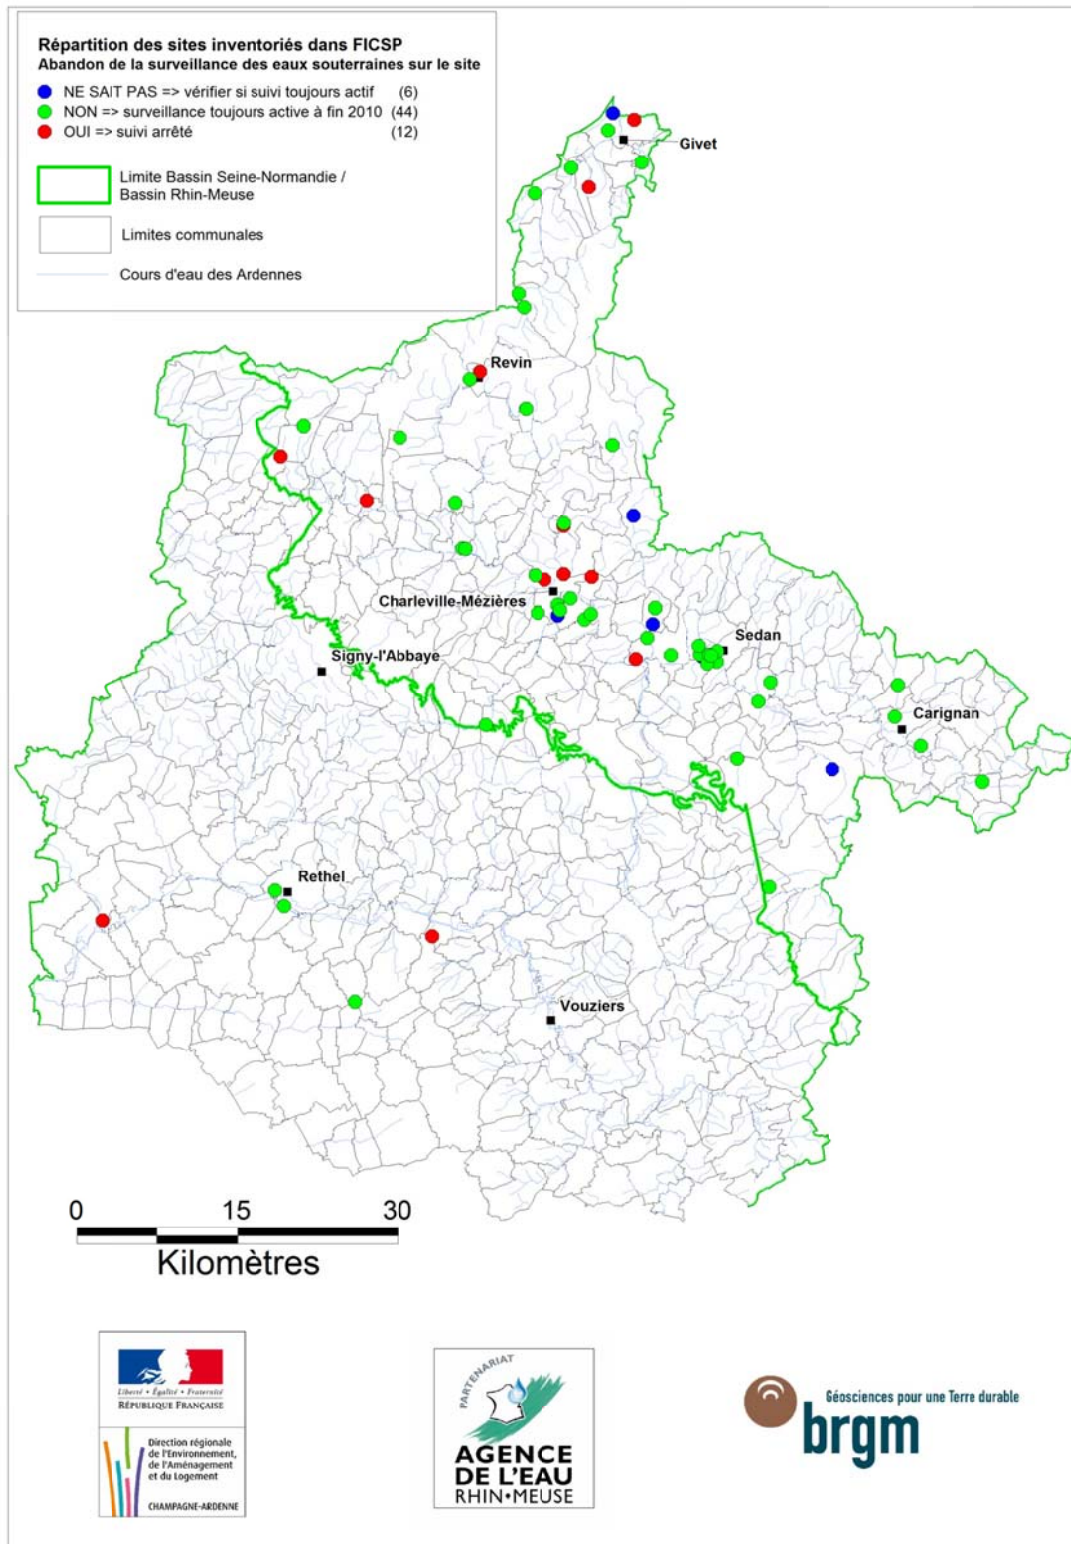 Répartition des sites inventoriés dans FICSP
Abandon de la surveillance des eaux souterraines sur le site
NE SAIT PAS => vérifier si suivi toujours actif (6)
NON => surveillance toujours active à fin 2010 (44)
OUI => suivi arrêté (12)
Limite Bassin Seine-Normandie /
Bassin Rhin-Meuse
Limites communales
Cours d'eau des Ardennes
Givet
Revin
Charleville-Mézières
Sedan
Signy-l'Abbaye
Carignan
Rethel
Vouziers
0 15 30
Kilomètres
Liberté • Égalité • Fraternité
RÉPUBLIQUE FRANÇAISE
Direction régionale
de l'Environnement,
de l'Aménagement
et du Logement
CHAMPAGNE-ARDENNE
PARTENARIAT
AGENCE
DE L'EAU
RHIN•MEUSE
Géosciences pour une Terre durable
brgm